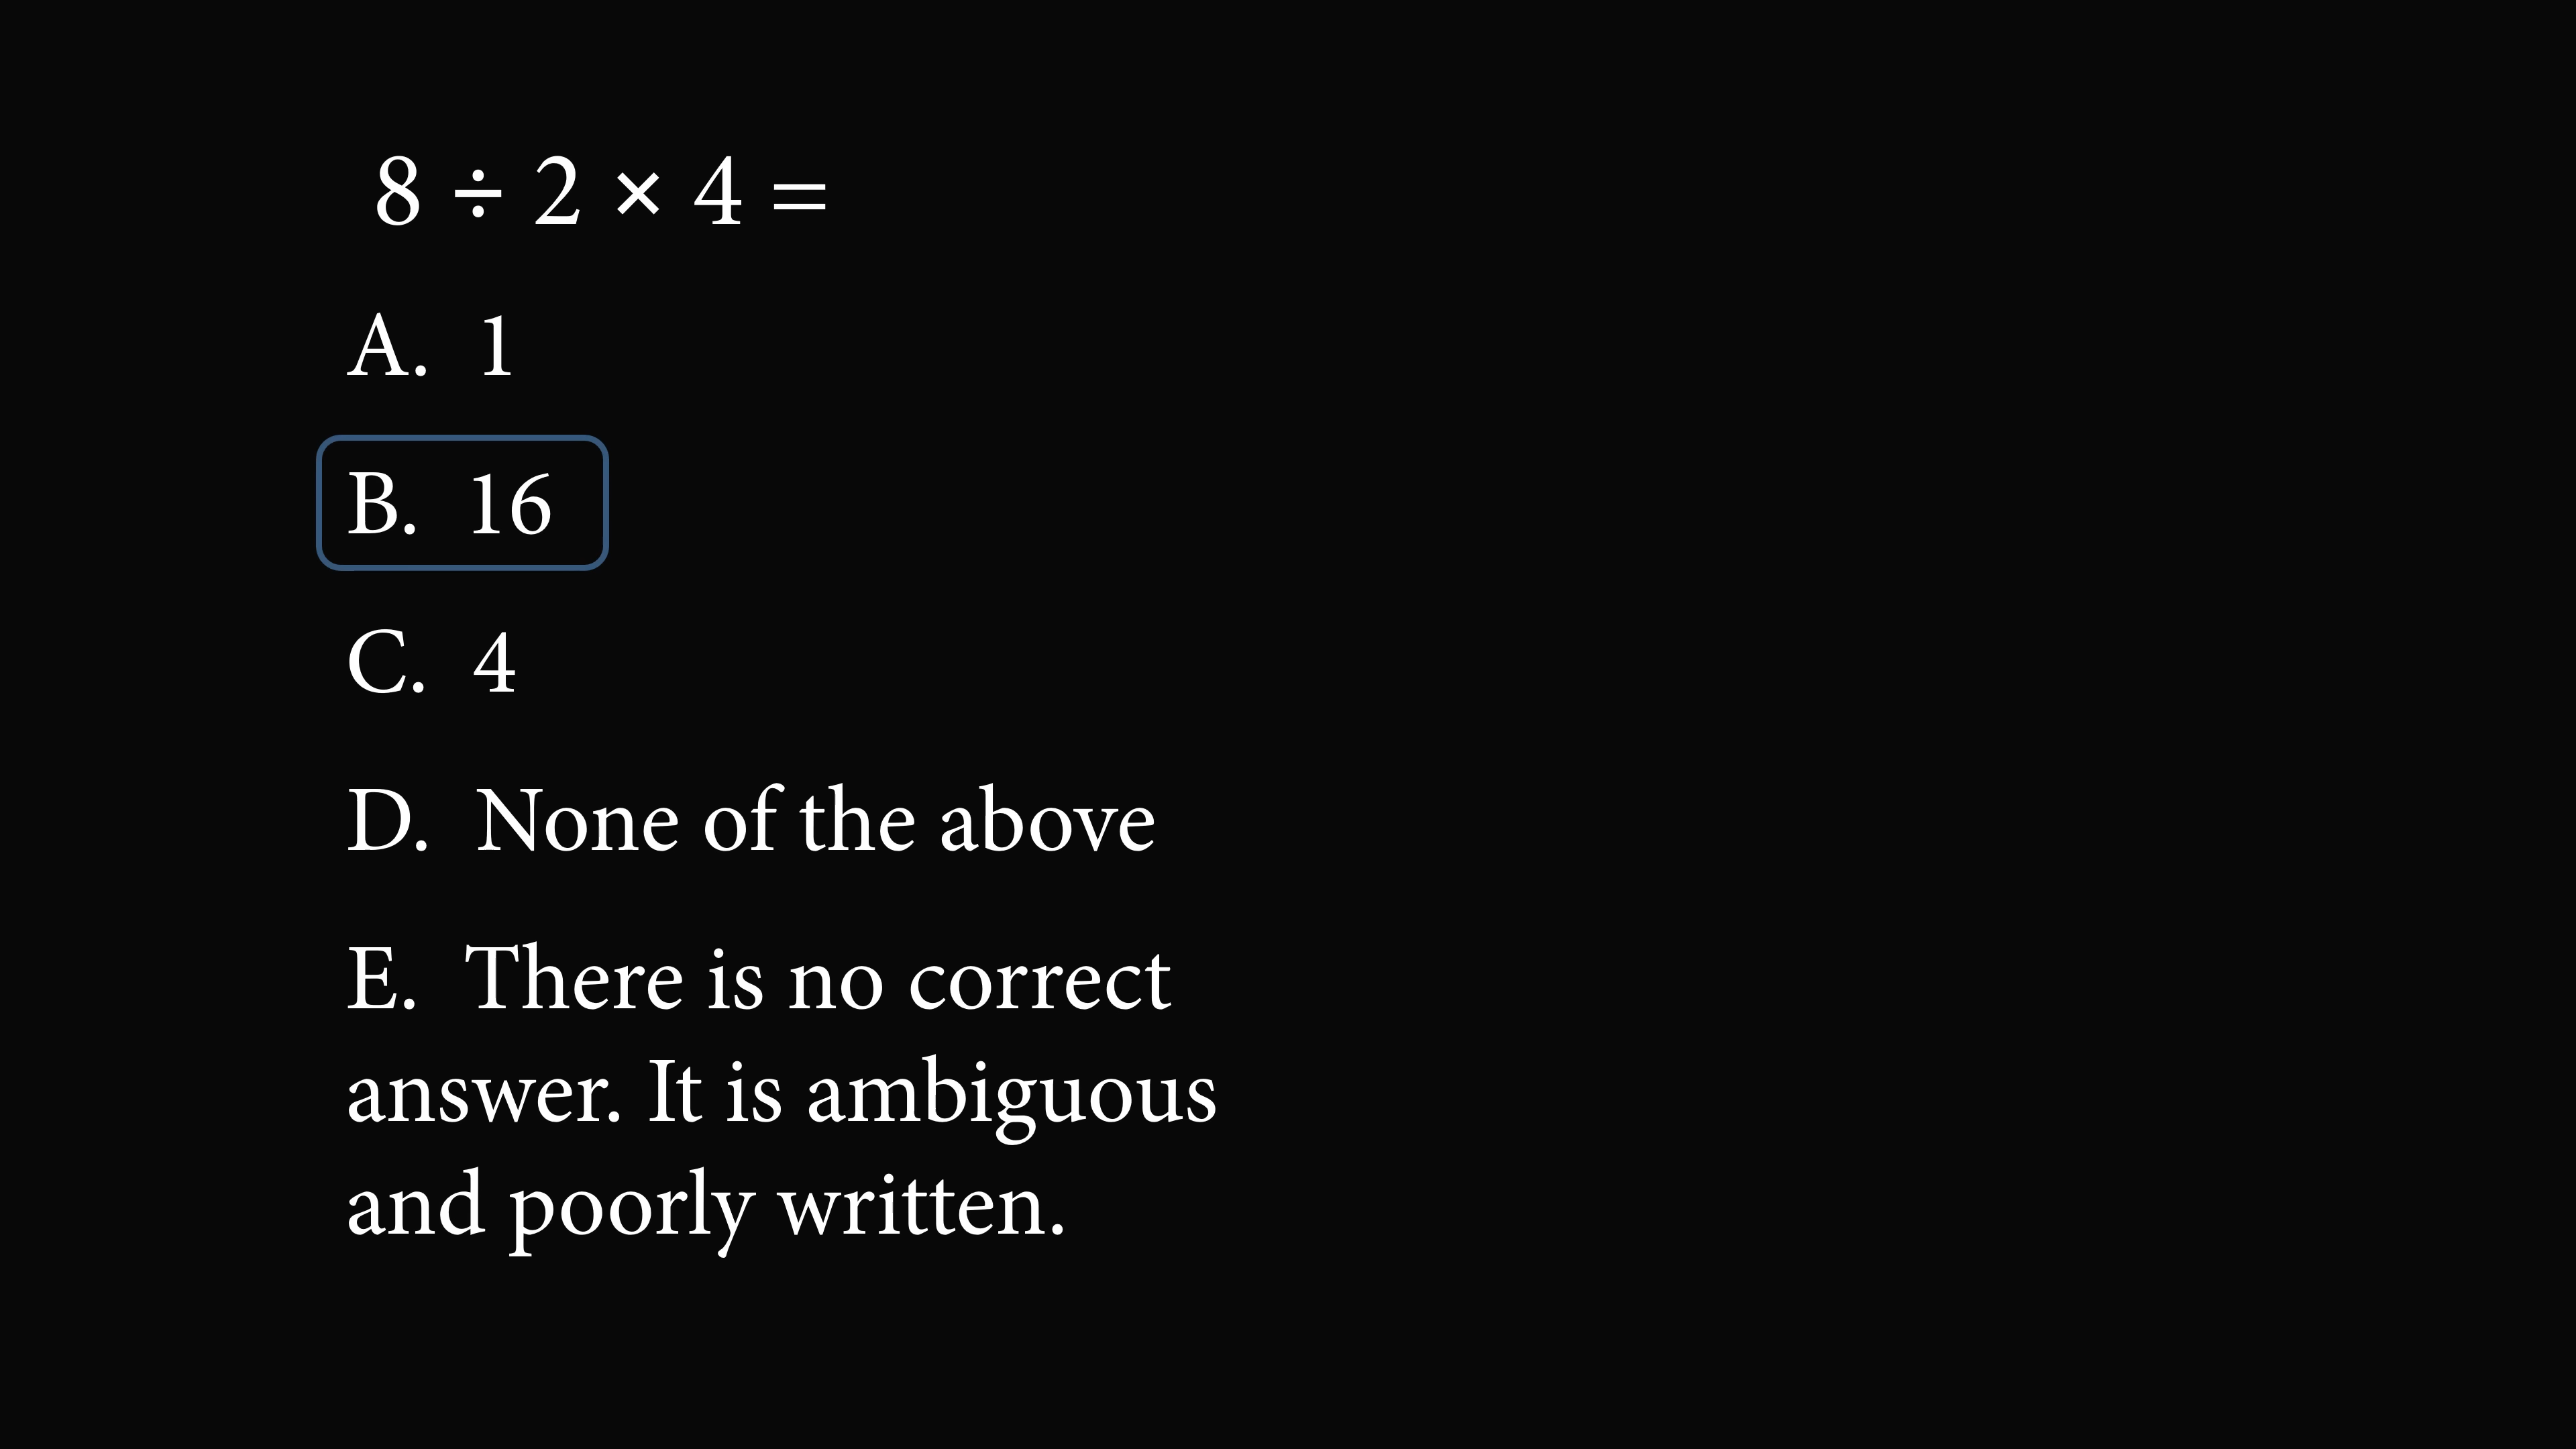 8 ÷ 2 × 4 =
A. 1
B. 16
C. 4
D. None of the above
E. There is no correct
answer. It is ambiguous
and poorly written.